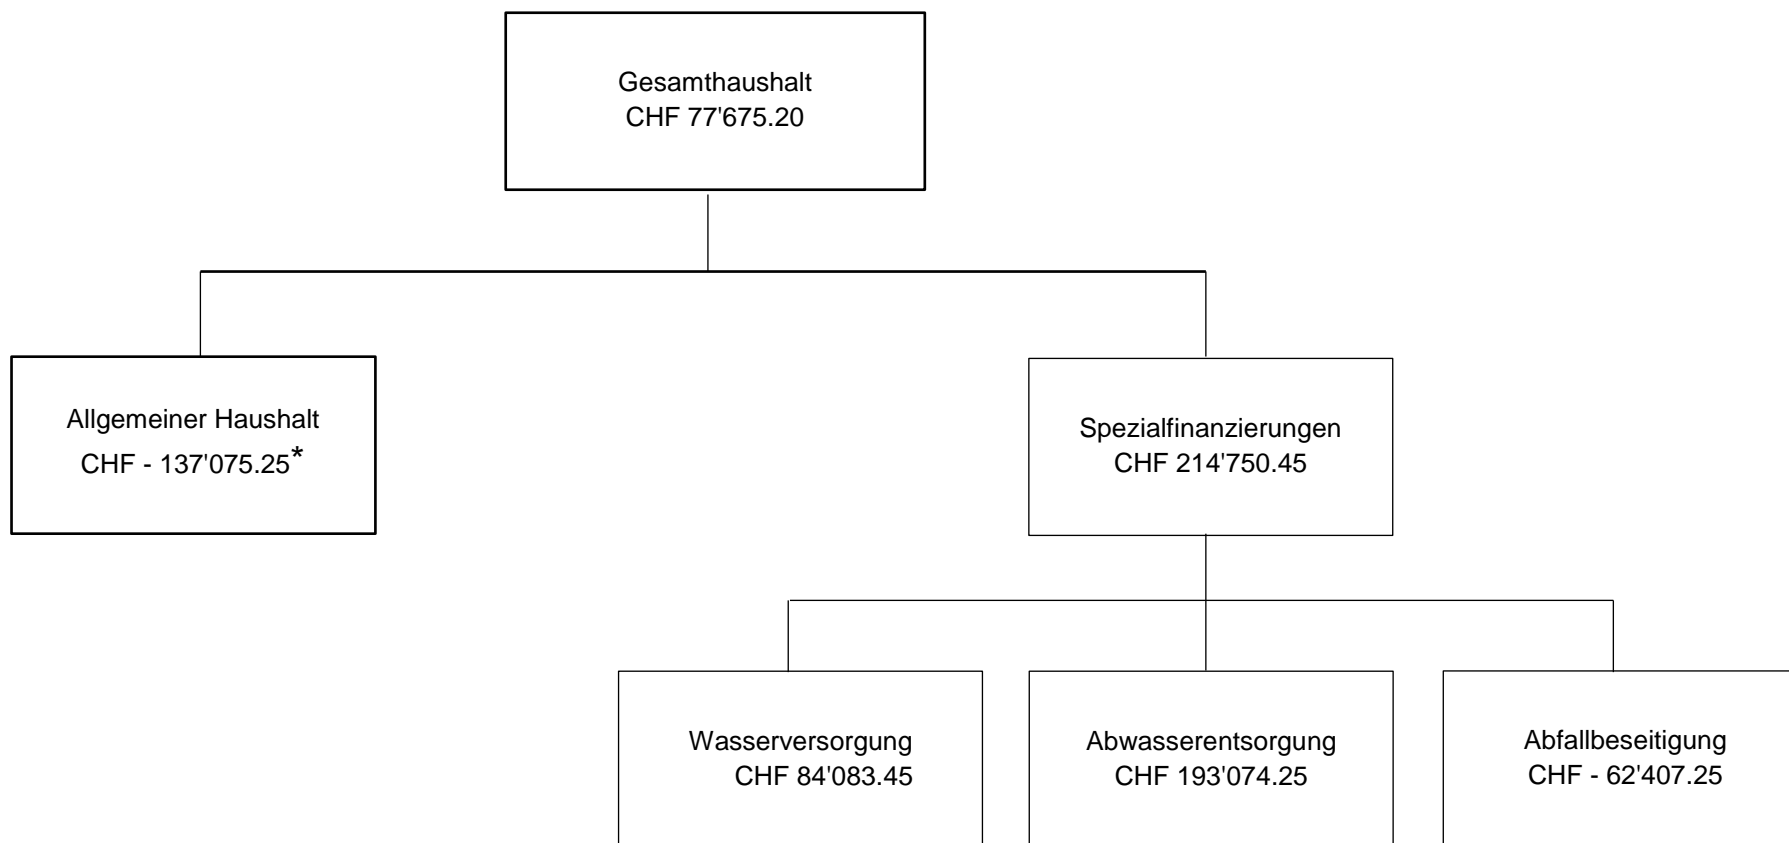 Gesamthaushalt
CHF 77'675.20
Allgemeiner Haushalt
CHF - 137'075.25*
Spezialfinanzierungen
CHF 214'750.45
Wasserversorgung
CHF 84'083.45
Abwasserentsorgung
CHF 193'074.25
Abfallbeseitigung
CHF - 62'407.25